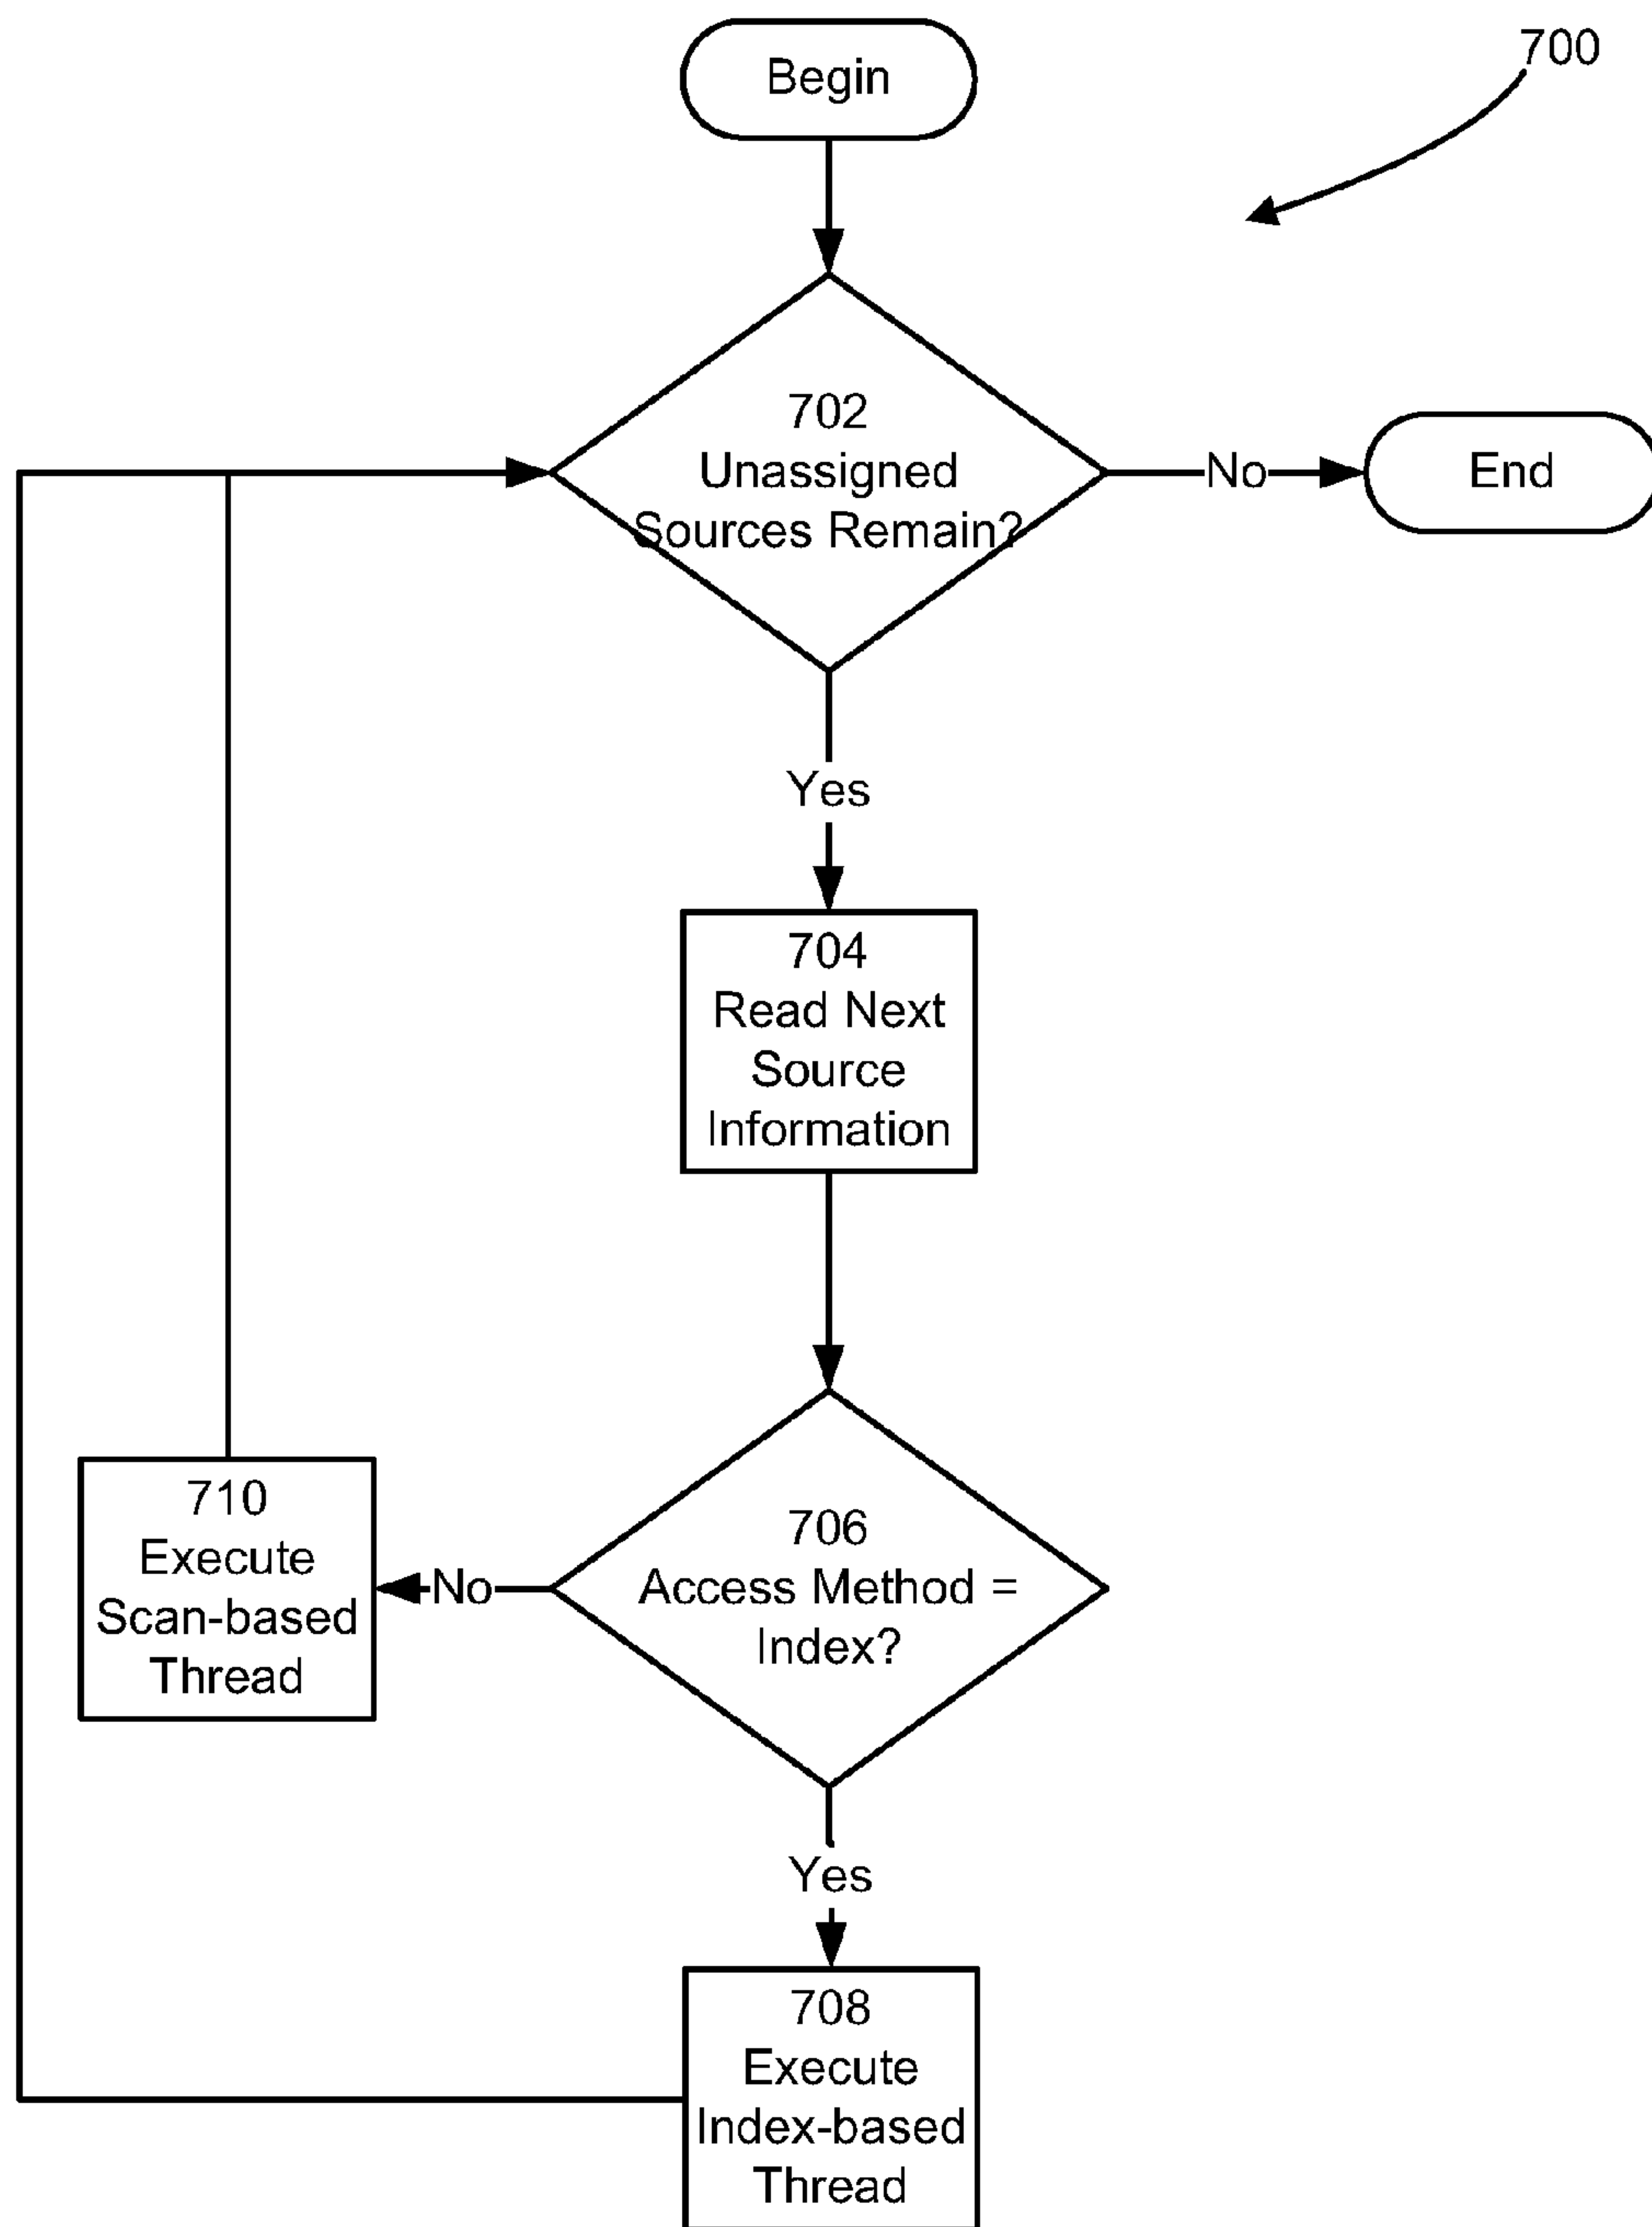 Begin
700
702
Unassigned
Sources Remain?
No
End
Yes
704
Read Next
Source
Information
706
Access Method =
Index?
No
710
Execute
Scan-based
Thread
Yes
708
Execute
Index-based
Thread